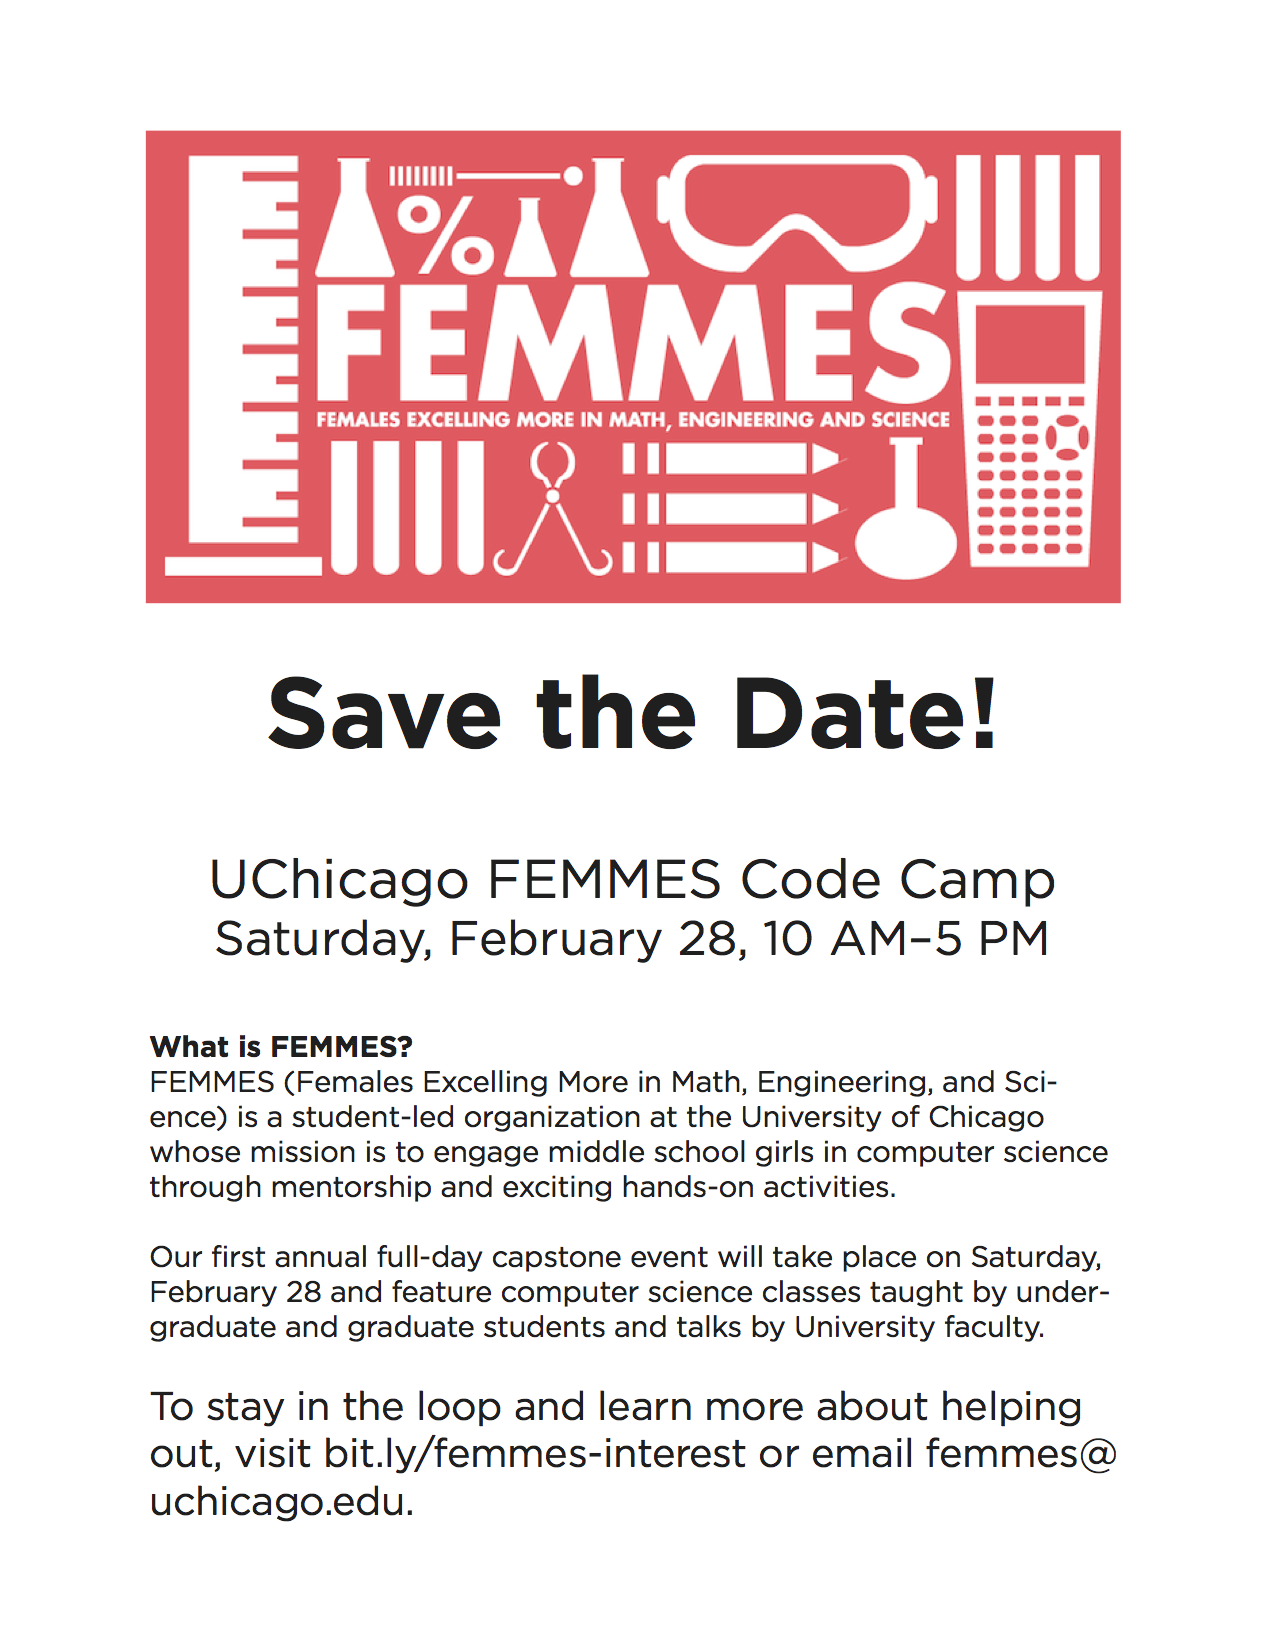 %
FEMMES
FEMALES EXCELLING MORE IN MATH, ENGINEERING AND SCIENCE
Save the Date!
UChicago FEMMES Code Camp
Saturday, February 28, 10 AM–5 PM
What is FEMMES?
FEMMES (Females Excelling More in Math, Engineering, and Sci-
ence) is a student-led organization at the University of Chicago
whose mission is to engage middle school girls in computer science
through mentorship and exciting hands-on activities.
Our first annual full-day capstone event will take place on Saturday,
February 28 and feature computer science classes taught by under-
graduate and graduate students and talks by University faculty.
To stay in the loop and learn more about helping
out, visit bit.ly/femmes-interest or email femmes@
uchicago.edu.